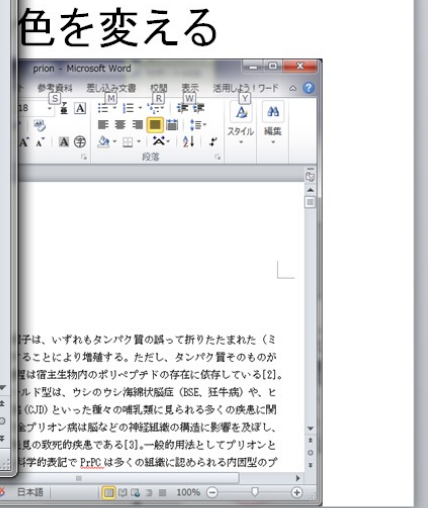 色を変える
prion - Microsoft Word
ト 参考資料 差し込み文書 校閲 表示 活用しよう！ワード
S M R W Y
18
スタイル 編集
段落
子は、いずれもタンパク質の誤って折りたたまれた（ミ
ることにより増殖する。ただし、タンパク質そのものが
は宿主生物内のポリペプチドの存在に依存している[2]。
ルド型は、ウシのウシ海綿状脳症（BSE、狂牛病）や、ヒ
(CJD)といった種々の哺乳類に見られる多くの疾患に関
プリオン病は脳などの神経組織の構造に影響を及ぼし、
見の致死的疾患である[3]。一般的用法としてプリオンと
科学的表記で PrPC は多くの組織に認められる内因型のプ
日本語 100%